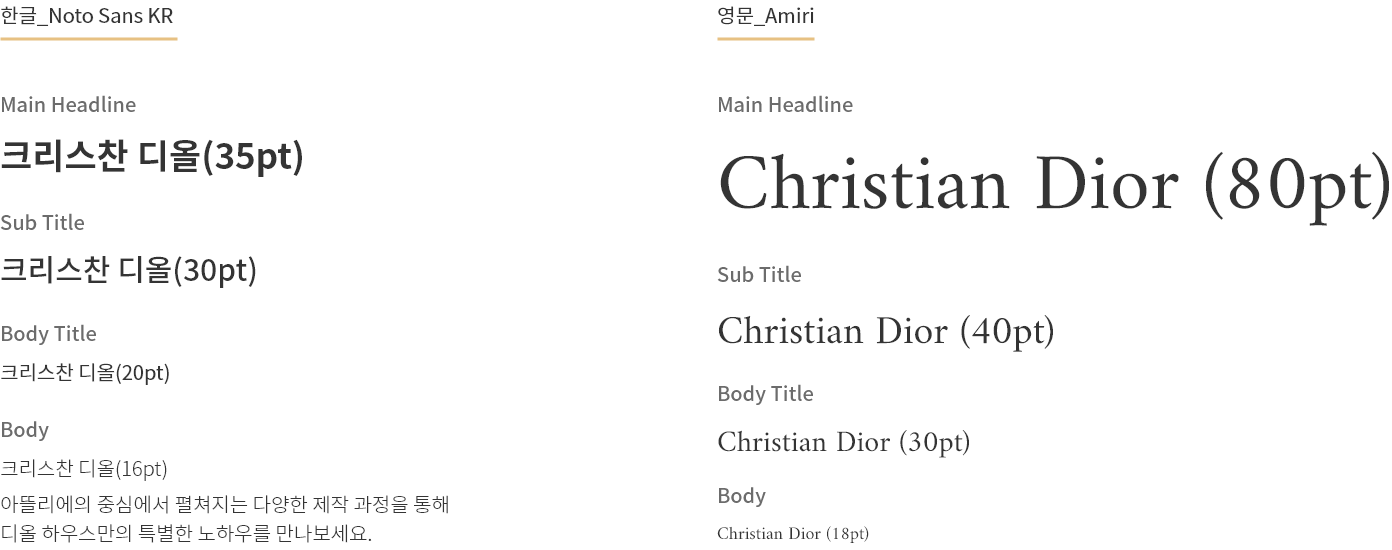 한글_Noto Sans KR
Main Headline
크리스찬 디올(35pt)
Sub Title
크리스찬 디올(30pt)
Body Title
크리스찬 디올(20pt)
Body
크리스찬 디올(16pt)
아뜰리에의 중심에서 펼쳐지는 다양한 제작 과정을 통해
디올 하우스만의 특별한 노하우를 만나보세요.
영문_Amiri
Main Headline
Christian Dior (80pt)
Sub Title
Christian Dior (40pt)
Body Title
Christian Dior (30pt)
Body
Christian Dior (18pt)